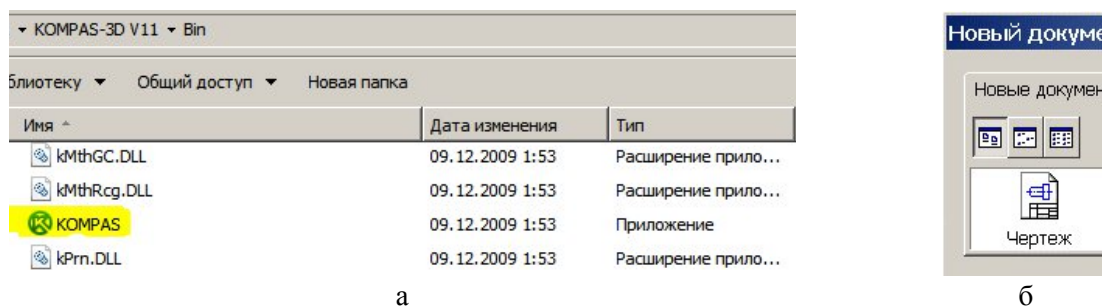 KOMPAS-3D V11 Bin
блиотеку Общий доступ Новая папка
Имя Дата изменения Тип
kMthGC.DLL 09.12.2009 1:53 Расширение прило...
kMthRcg.DLL 09.12.2009 1:53 Расширение прило...
KOMPAS 09.12.2009 1:53 Приложение
kPrn.DLL 09.12.2009 1:53 Расширение прило...
а
Новый докуме
Новые докумен
Чертеж
б